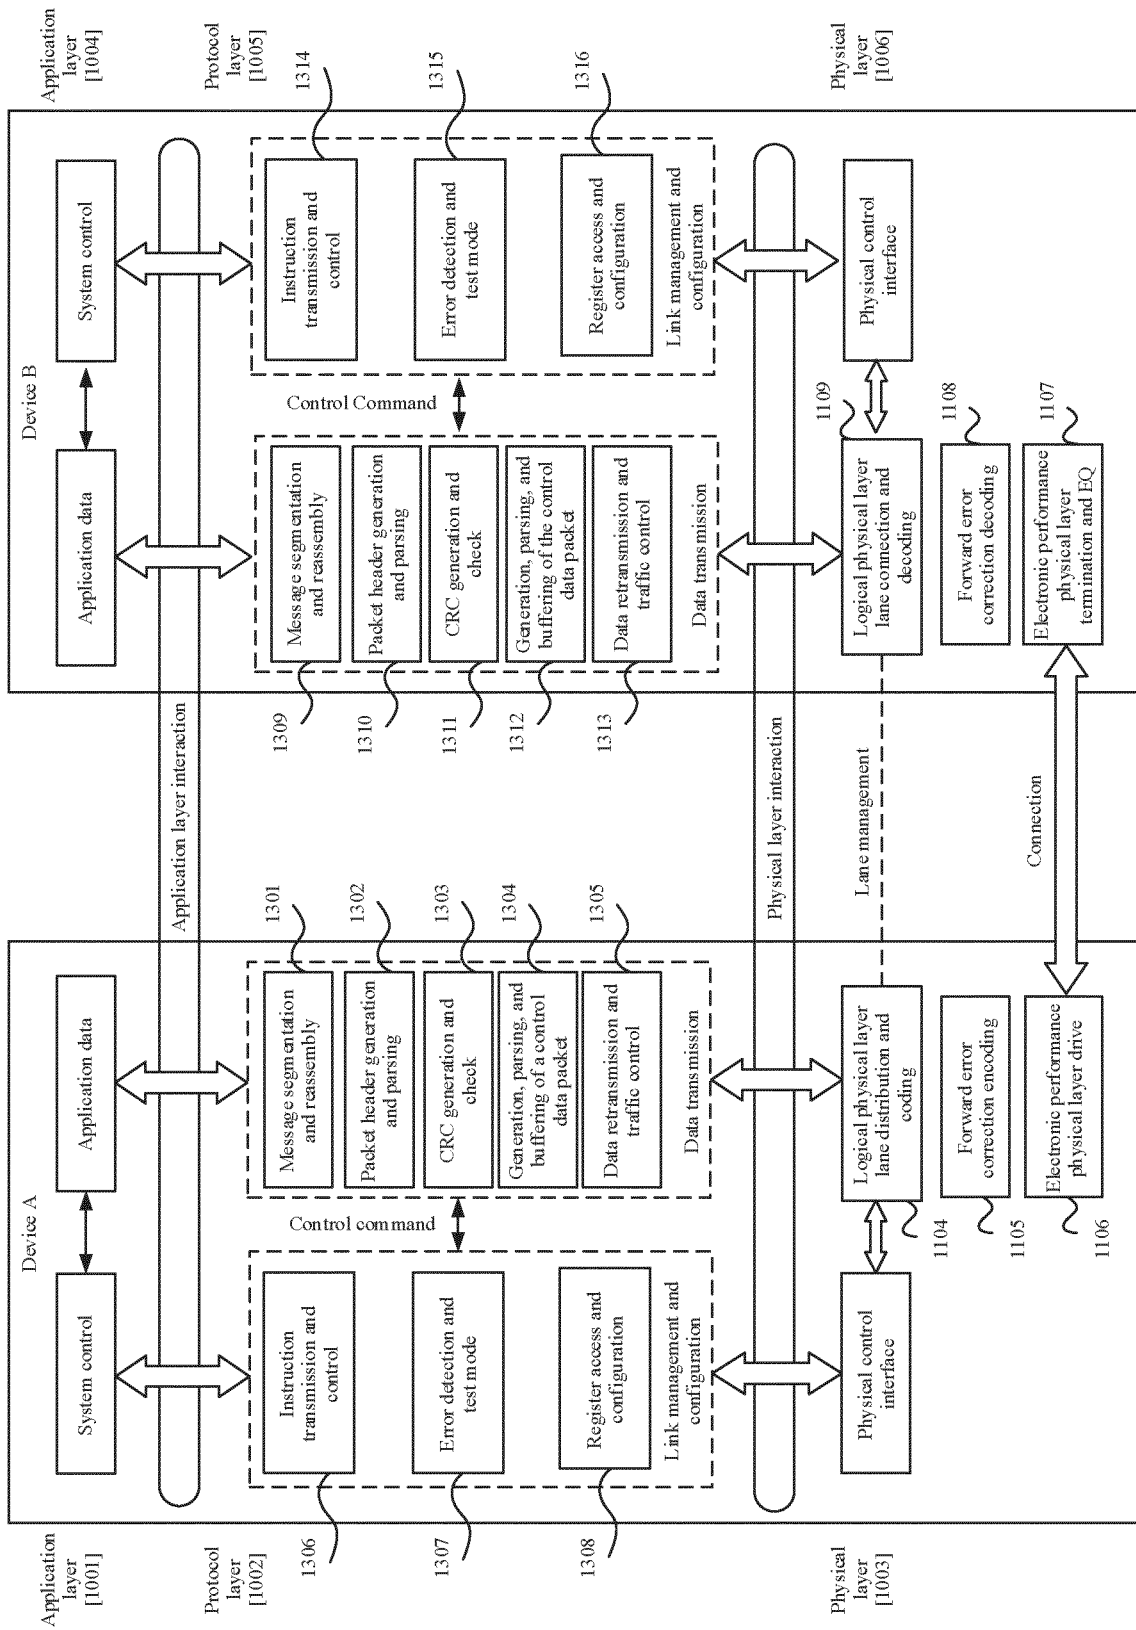 Device A
Device B
Application
layer
[1001]
System control
Application data
Application data
System control
Application
layer
[1004]
Application layer interaction
Protocol
layer
[1002]
1306
Instruction
transmission and
control
1307
Error detection and
test mode
1308
Register access and
configuration
Link management and
configuration
Control command
Message segmentation
and reassembly
1301
Packet header generation
and parsing
1302
CRC generation and
check
1303
Generation, parsing, and
buffering of a control
data packet
1304
Data retransmission and
traffic control
1305
Data transmission
1309
Message segmentation
and reassembly
1310
Packet header generation
and parsing
1311
CRC generation and
check
1312
Generation, parsing, and
buffering of the control
data packet
1313
Data retransmission and
traffic control
Data transmission
Control Command
Instruction
transmission and
control
1314
Error detection and
test mode
1315
Register access and
configuration
1316
Link management and
configuration
Protocol
layer
[1005]
Physical layer interaction
Physical
layer
[1003]
Physical control
interface
1104
Logical physical layer
lane distribution and
coding
Lane management
Logical physical layer
lane connection and
decoding
1109
Physical control
interface
Physical
layer
[1006]
1105
Forward error
correction encoding
Forward error
correction decoding
1108
1106
Electronic performance
physical layer drive
Connection
Electronic performance
physical layer
termination and EQ
1107